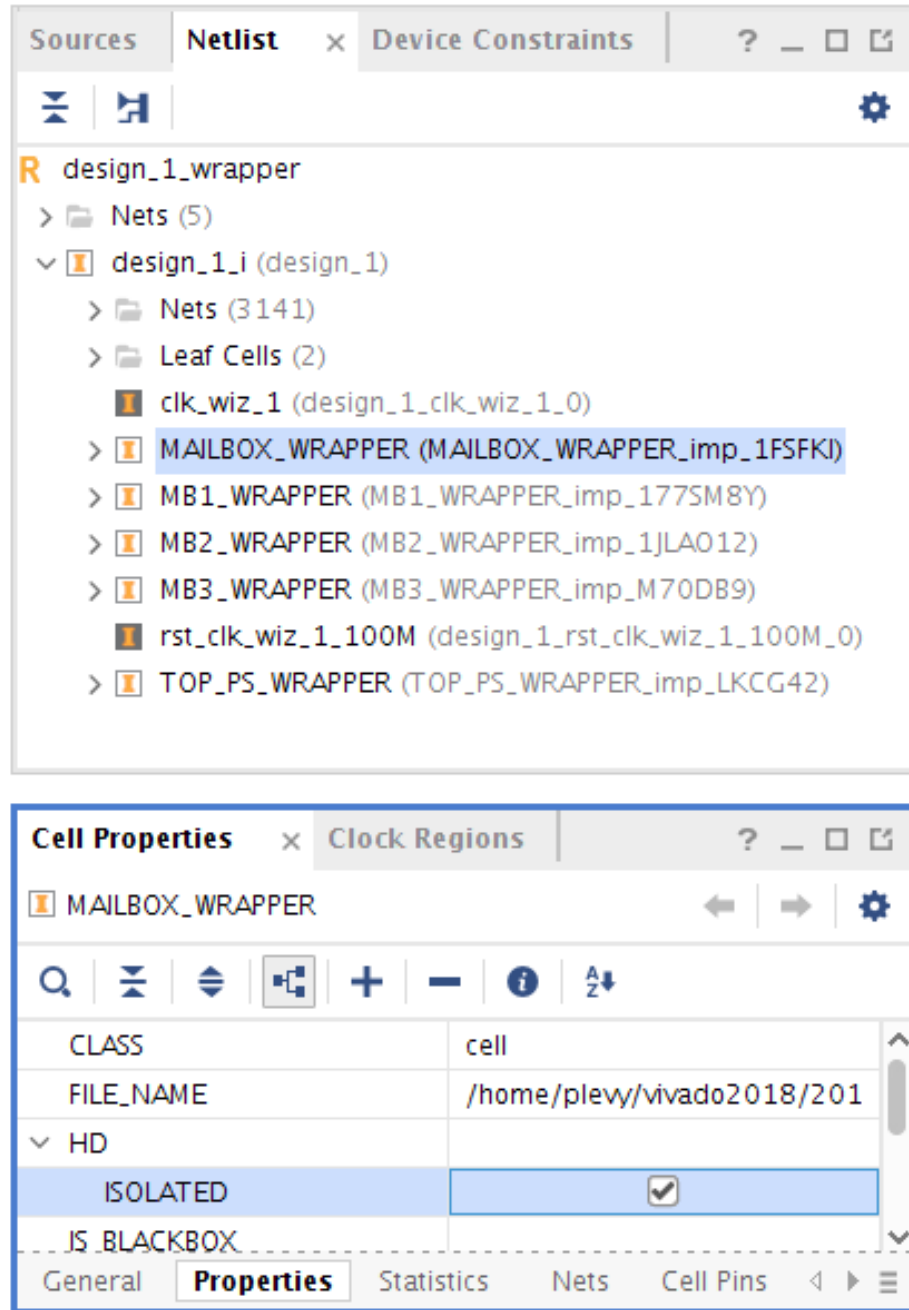 Sources Netlist × Device Constraints ?
R design_1_wrapper
> Nets (5)
design_1_i (design_1)
> Nets (3141)
> Leaf Cells (2)
clk_wiz_1 (design_1_clk_wiz_1_0)
> MAILBOX_WRAPPER (MAILBOX_WRAPPER_imp_1FSFKI)
> MB1_WRAPPER (MB1_WRAPPER_imp_177SM8Y)
> MB2_WRAPPER (MB2_WRAPPER_imp_1JLAO12)
> MB3_WRAPPER (MB3_WRAPPER_imp_M70DB9)
rst_clk_wiz_1_100M (design_1_rst_clk_wiz_1_100M_0)
> TOP_PS_WRAPPER (TOP_PS_WRAPPER_imp_LKCG42)
Cell Properties × Clock Regions ?
MAILBOX_WRAPPER
CLASS cell
FILE_NAME /home/plevy/vivado2018/201
HD
ISOLATED
IS_BLACKBOX
General Properties Statistics Nets Cell Pins